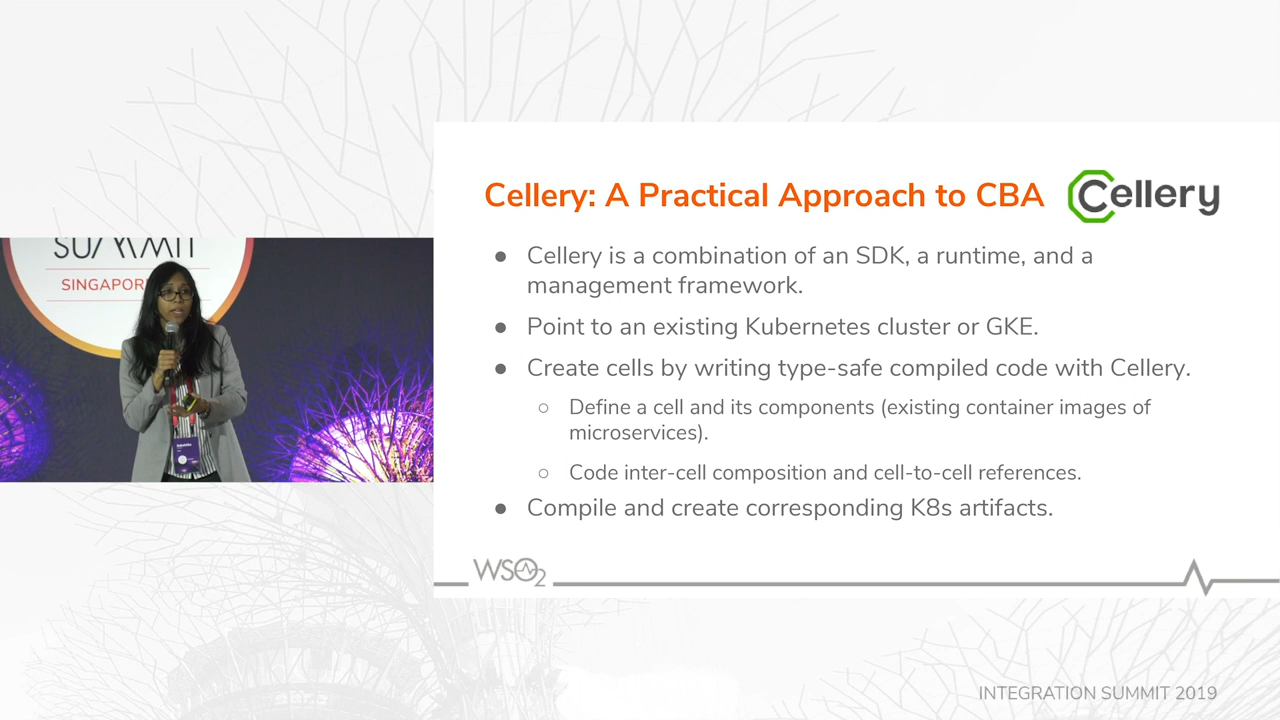 SUMMIT
SINGAPOR
Cellery: A Practical Approach to CBA
Cellery
● Cellery is a combination of an SDK, a runtime, and a
management framework.
● Point to an existing Kubernetes cluster or GKE.
● Create cells by writing type-safe compiled code with Cellery.
○ Define a cell and its components (existing container images of
microservices).
○ Code inter-cell composition and cell-to-cell references.
● Compile and create corresponding K8s artifacts.
WSO2
INTEGRATION SUMMIT 2019